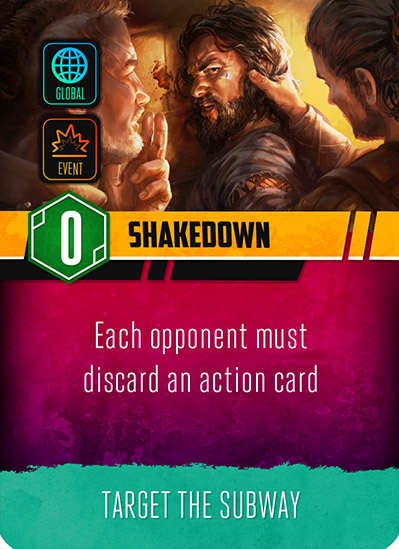 GLOBAL
EVENT
0 SHAKEDOWN
Each opponent must
discard an action card
TARGET THE SUBWAY